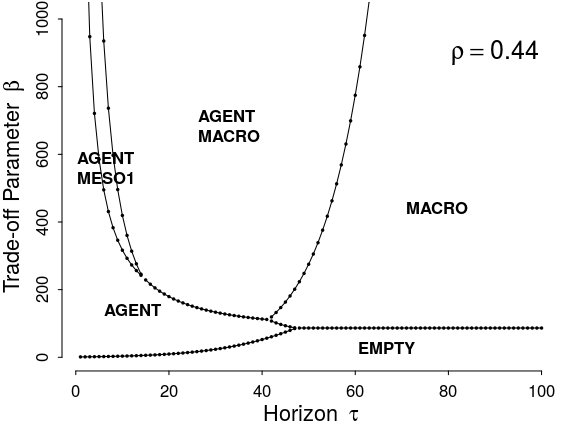 ρ = 0.44
AGENT
MACRO
AGENT
MESO1
MACRO
AGENT
EMPTY
Trade-off Parameter β
0
200
400
600
800
1000
0
20
40
60
80
100
Horizon τ